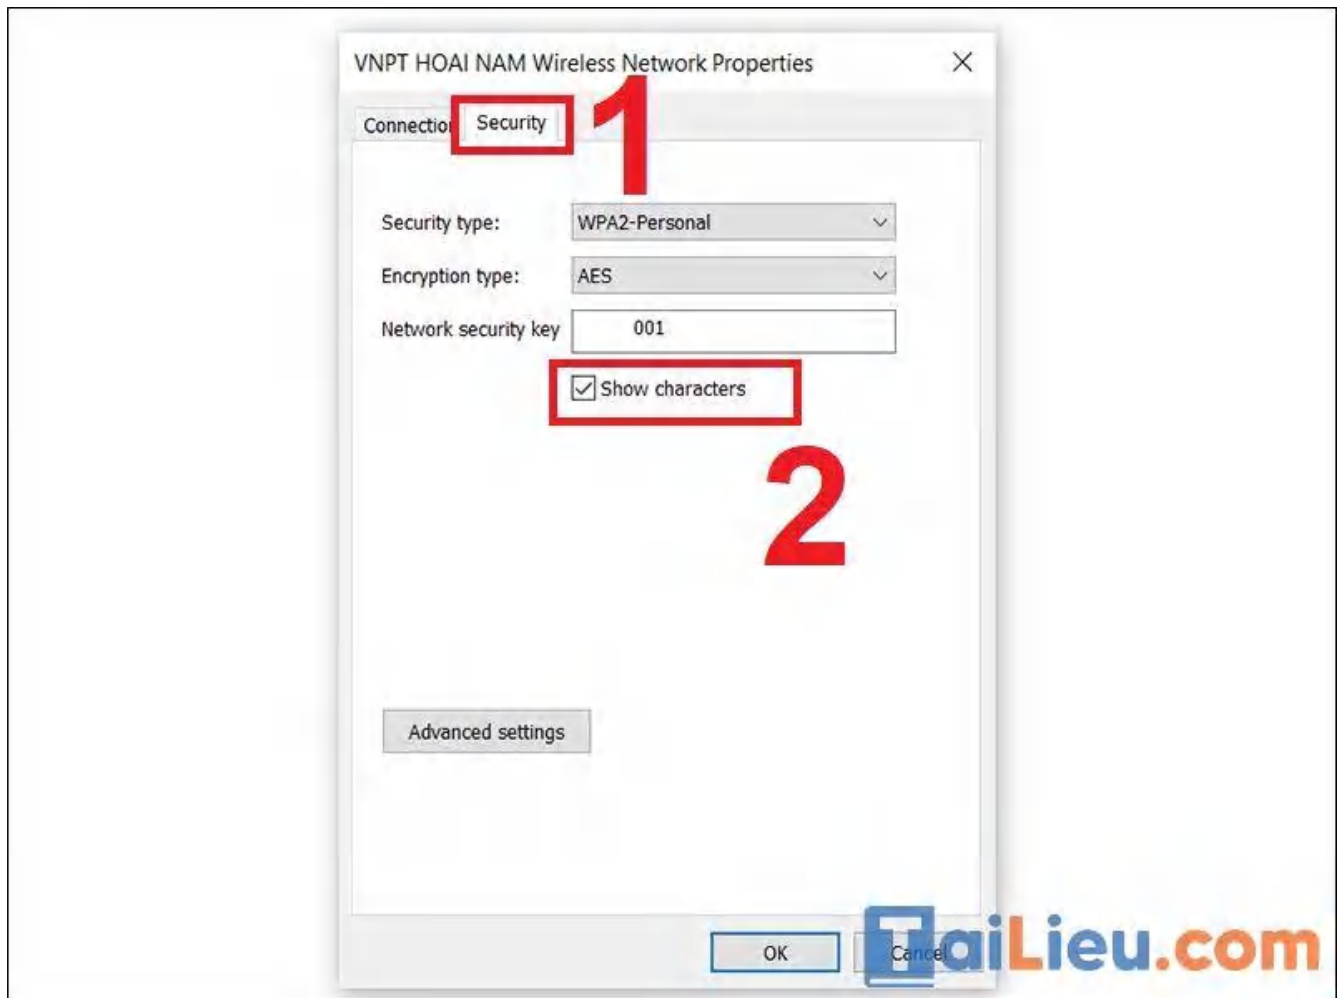 VNPT HOAI NAM Wireless Network Properties
1
Connection Security
Security type: WPA2-Personal
Encryption type: AES
Network security key 001
Show characters
2
Advanced settings
OK Cancel
TaiLieu.com